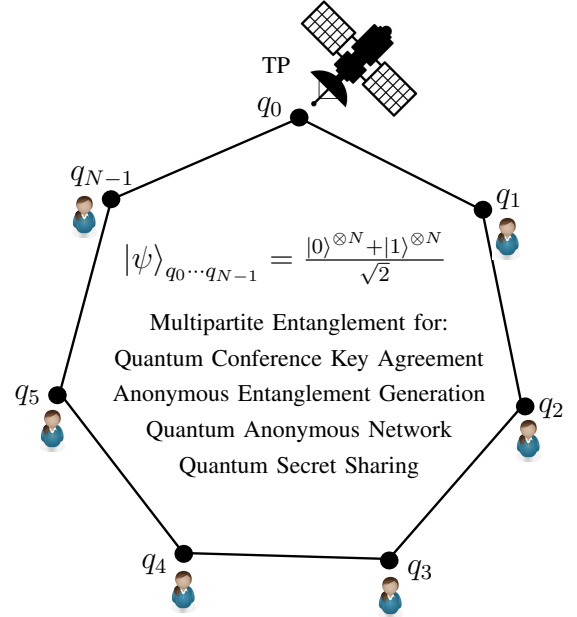 TP
q_0
q_{N−1}
q_1
|ψ⟩_{q_0⋯q_{N−1}} = \frac{|0⟩^{⊗N}+|1⟩^{⊗N}}{√2}
Multipartite Entanglement for:
Quantum Conference Key Agreement
q_5
Anonymous Entanglement Generation
q_2
Quantum Anonymous Network
Quantum Secret Sharing
q_4
q_3